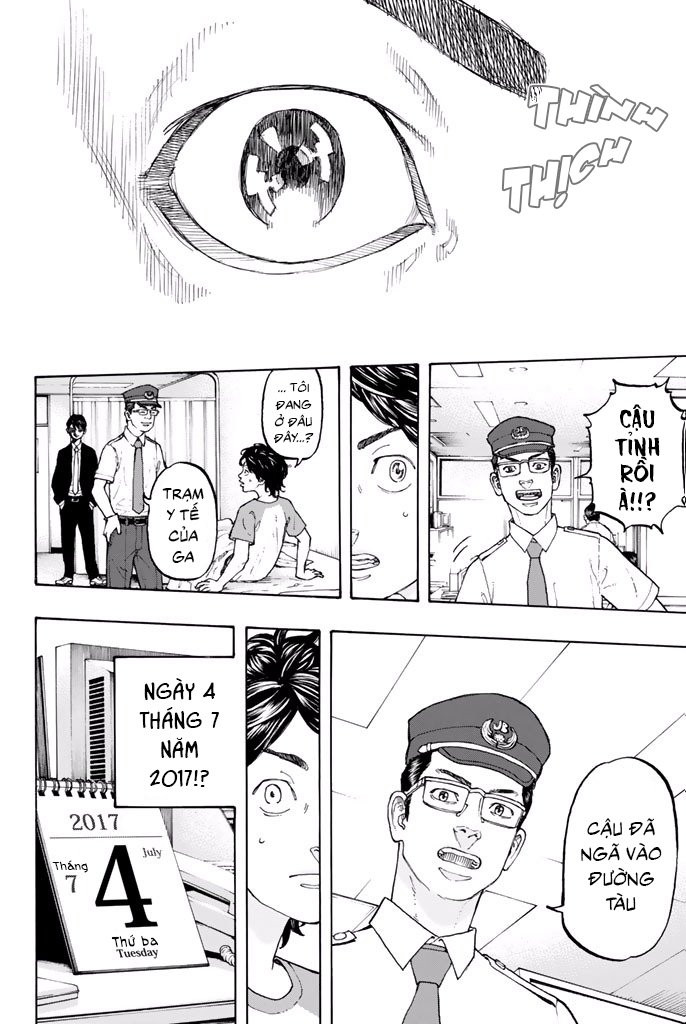 THÌNH
THỊCH
CẬU
TỈNH
RỒI
À!!?
... TÔI
ĐANG
Ở ĐÂU
ĐÂY...?
TRẠM
Y TẾ
CỦA
GA
CẬU ĐÃ
NGÃ VÀO
ĐƯỜNG
TÀU
NGÀY 4
THÁNG 7
NĂM
2017!?
2017
July
Tháng
7
4
Thứ ba
Tuesday